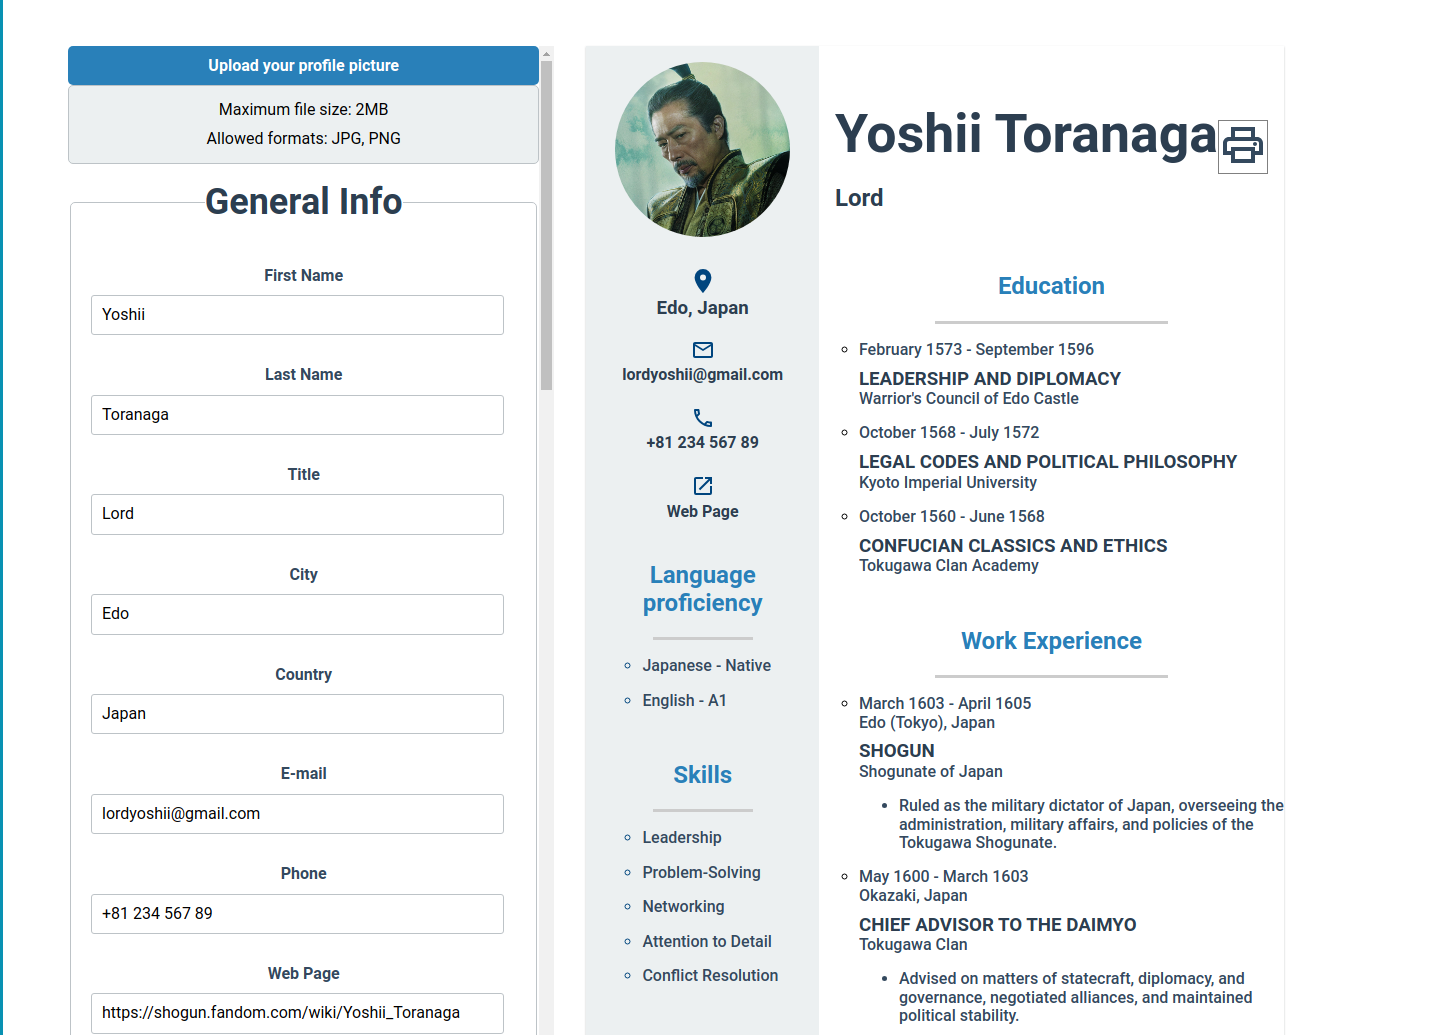 Upload your profile picture
Maximum file size: 2MB
Allowed formats: JPG, PNG
General Info
First Name
Yoshii
Last Name
Toranaga
Title
Lord
City
Edo
Country
Japan
E-mail
lordyoshii@gmail.com
Phone
+81 234 567 89
Web Page
https://shogun.fandom.com/wiki/Yoshii_Toranaga
Edo, Japan
lordyoshii@gmail.com
+81 234 567 89
Web Page
Language
proficiency
Japanese - Native
English - A1
Skills
Leadership
Problem-Solving
Networking
Attention to Detail
Conflict Resolution
Yoshii Toranaga
Lord
Education
February 1573 - September 1596
LEADERSHIP AND DIPLOMACY
Warrior's Council of Edo Castle
October 1568 - July 1572
LEGAL CODES AND POLITICAL PHILOSOPHY
Kyoto Imperial University
October 1560 - June 1568
CONFUCIAN CLASSICS AND ETHICS
Tokugawa Clan Academy
Work Experience
March 1603 - April 1605
Edo (Tokyo), Japan
SHOGUN
Shogunate of Japan
Ruled as the military dictator of Japan, overseeing the
administration, military affairs, and policies of the
Tokugawa Shogunate.
May 1600 - March 1603
Okazaki, Japan
CHIEF ADVISOR TO THE DAIMYO
Tokugawa Clan
Advised on matters of statecraft, diplomacy, and
governance, negotiated alliances, and maintained
political stability.